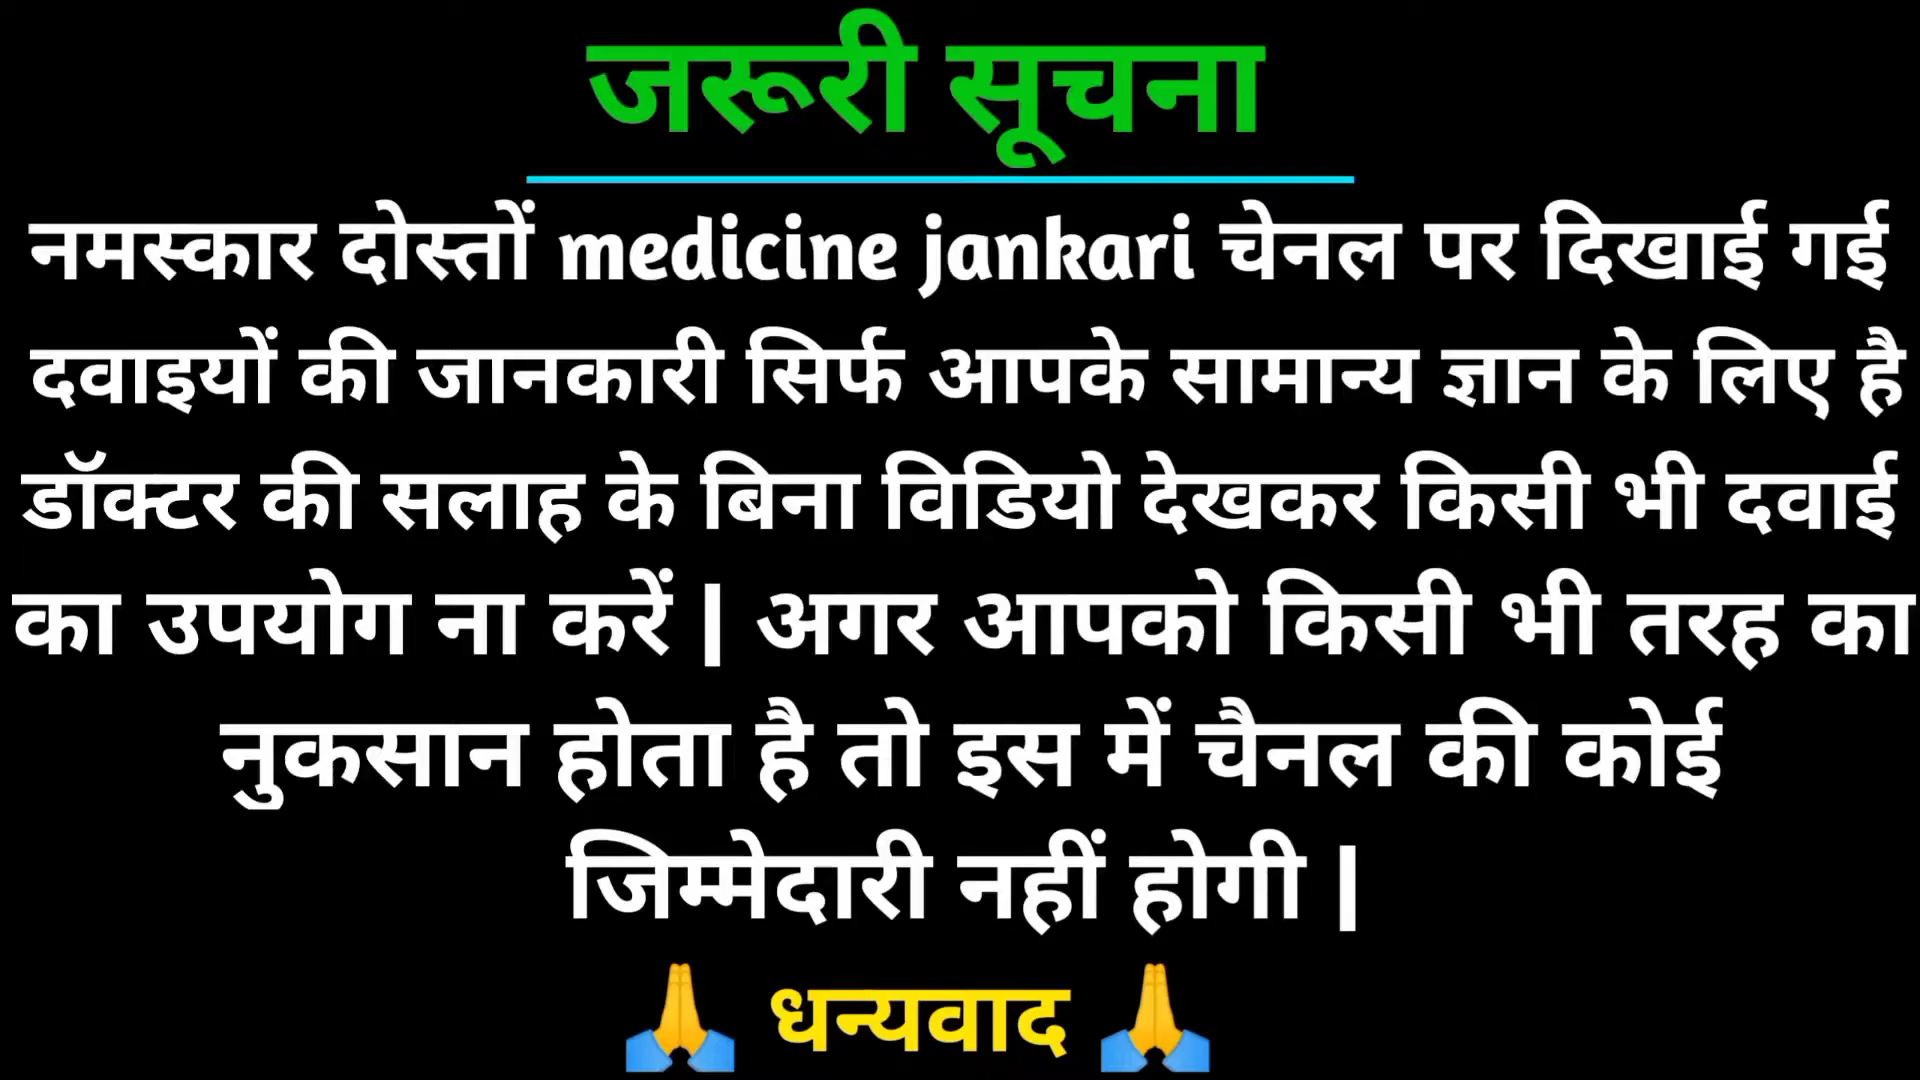 जरूरी सूचना
नमस्कार दोस्तों medicine jankari चेनल पर दिखाई गई
दवाइयों की जानकारी सिर्फ आपके सामान्य ज्ञान के लिए है
डॉक्टर की सलाह के बिना विडियो देखकर किसी भी दवाई
का उपयोग ना करें | अगर आपको किसी भी तरह का
नुकसान होता है तो इस में चैनल की कोई
जिम्मेदारी नहीं होगी |
🙏 धन्यवाद 🙏